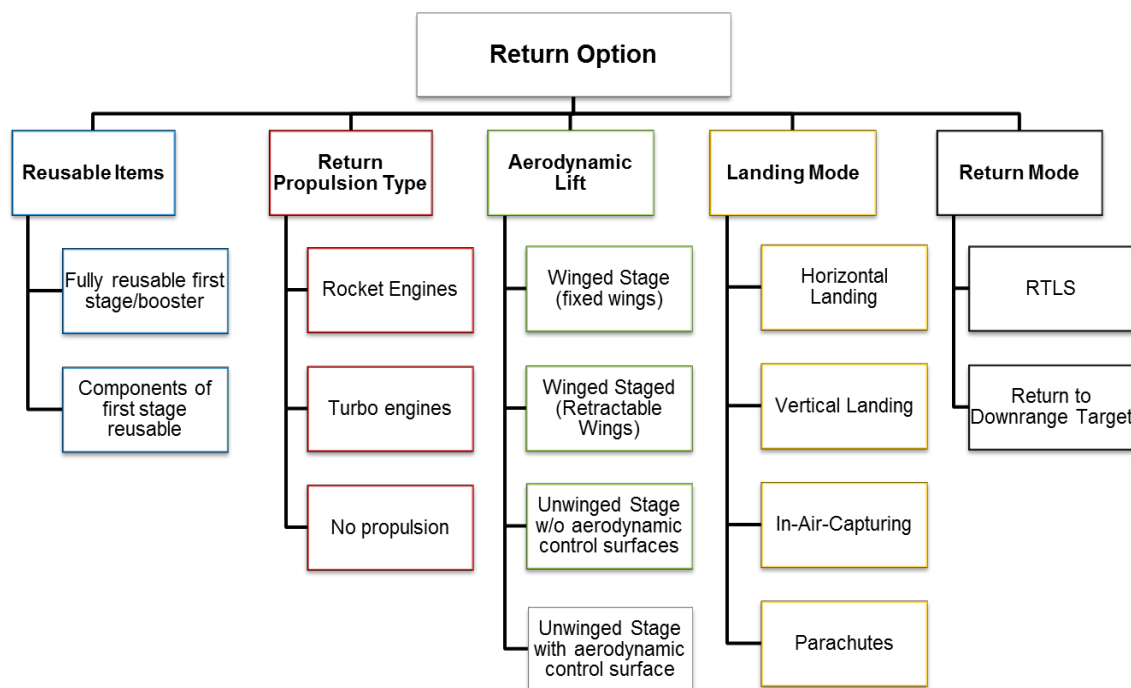 Return Option
Reusable Items
Fully reusable first
stage/booster
Components of
first stage
reusable
Return
Propulsion Type
Rocket Engines
Turbo engines
No propulsion
Aerodynamic
Lift
Winged Stage
(fixed wings)
Winged Staged
(Retractable
Wings)
Unwinged Stage
w/o aerodynamic
control surfaces
Unwinged Stage
with aerodynamic
control surface
Landing Mode
Horizontal
Landing
Vertical Landing
In-Air-Capturing
Parachutes
Return Mode
RTLS
Return to
Downrange Target